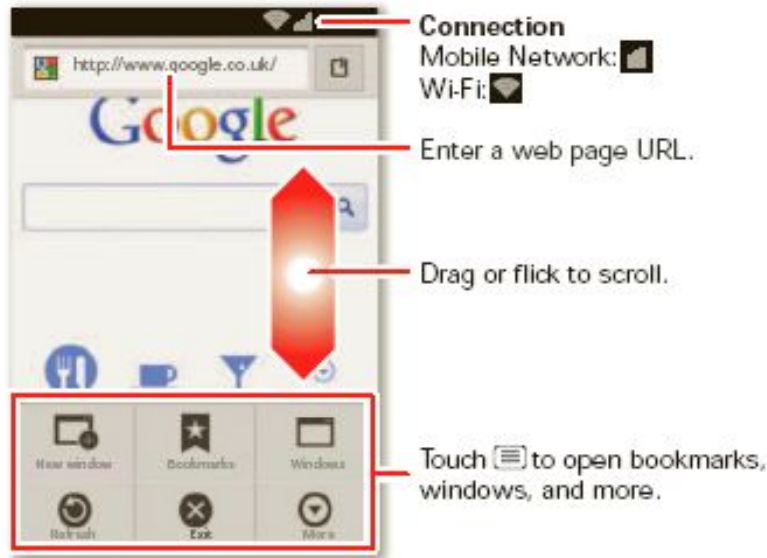 Connection
Mobile Network:
Wi-Fi:
http://www.google.co.uk/
Google
Enter a web page URL.
Drag or flick to scroll.
New window Bookmarks Windows
Refresh Exit More
Touch to open bookmarks,
windows, and more.